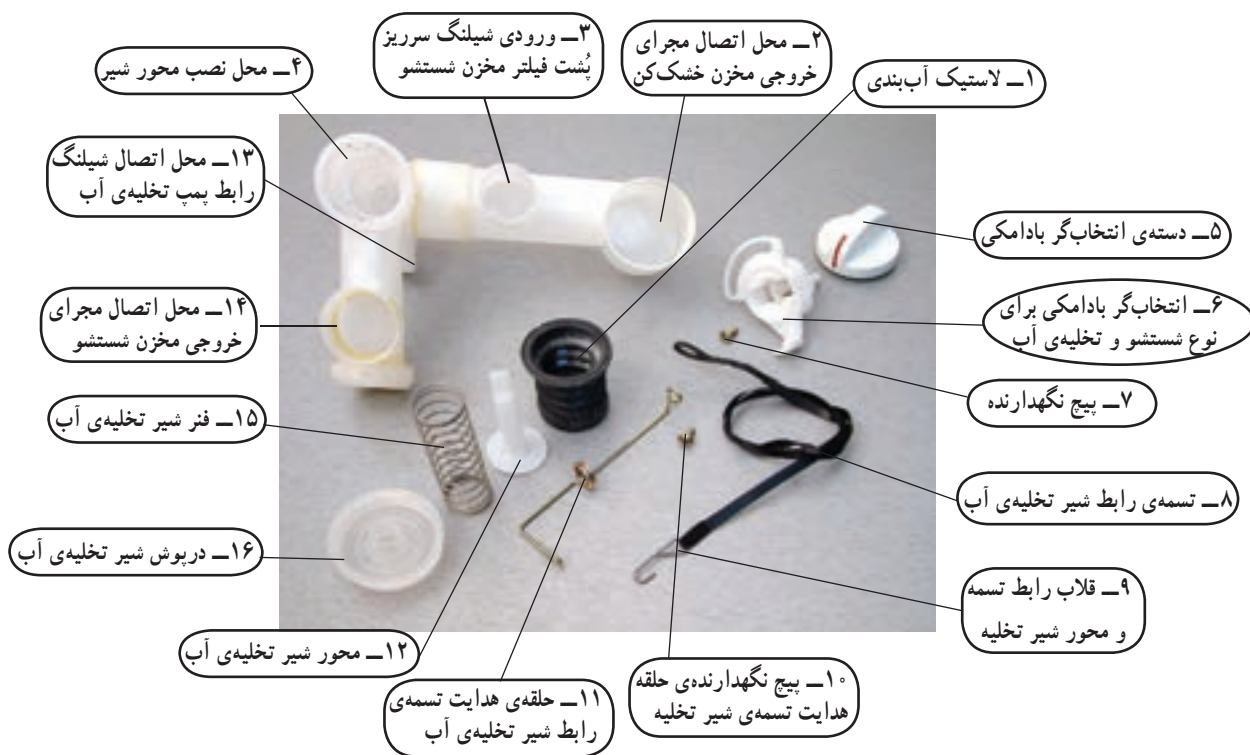 ۱ــ لاستیک آب‌بندی
۲ــ محل اتصال مجرای
خروجی مخزن خشک‌کن
۳ــ ورودی شیلنگ سرریز
پُشت فیلتر مخزن شستشو
۴ــ محل نصب محور شیر
۵ــ دسته‌ی انتخاب‌گر بادامکی
۶ــ انتخاب‌گر بادامکی برای
نوع شستشو و تخلیه‌ی آب
۷ــ پیچ نگهدارنده
۸ــ تسمه‌ی رابط شیر تخلیه‌ی آب
۹ــ قلاب رابط تسمه
و محور شیر تخلیه
۱۰ــ پیچ نگهدارنده‌ی حلقه
هدایت تسمه‌ی شیر تخلیه
۱۱ــ حلقه‌ی هدایت تسمه‌ی
رابط شیر تخلیه‌ی آب
۱۲ــ محور شیر تخلیه‌ی آب
۱۳ــ محل اتصال شیلنگ
رابط پمپ تخلیه‌ی آب
۱۴ــ محل اتصال مجرای
خروجی مخزن شستشو
۱۵ــ فنر شیر تخلیه‌ی آب
۱۶ــ درپوش شیر تخلیه‌ی آب